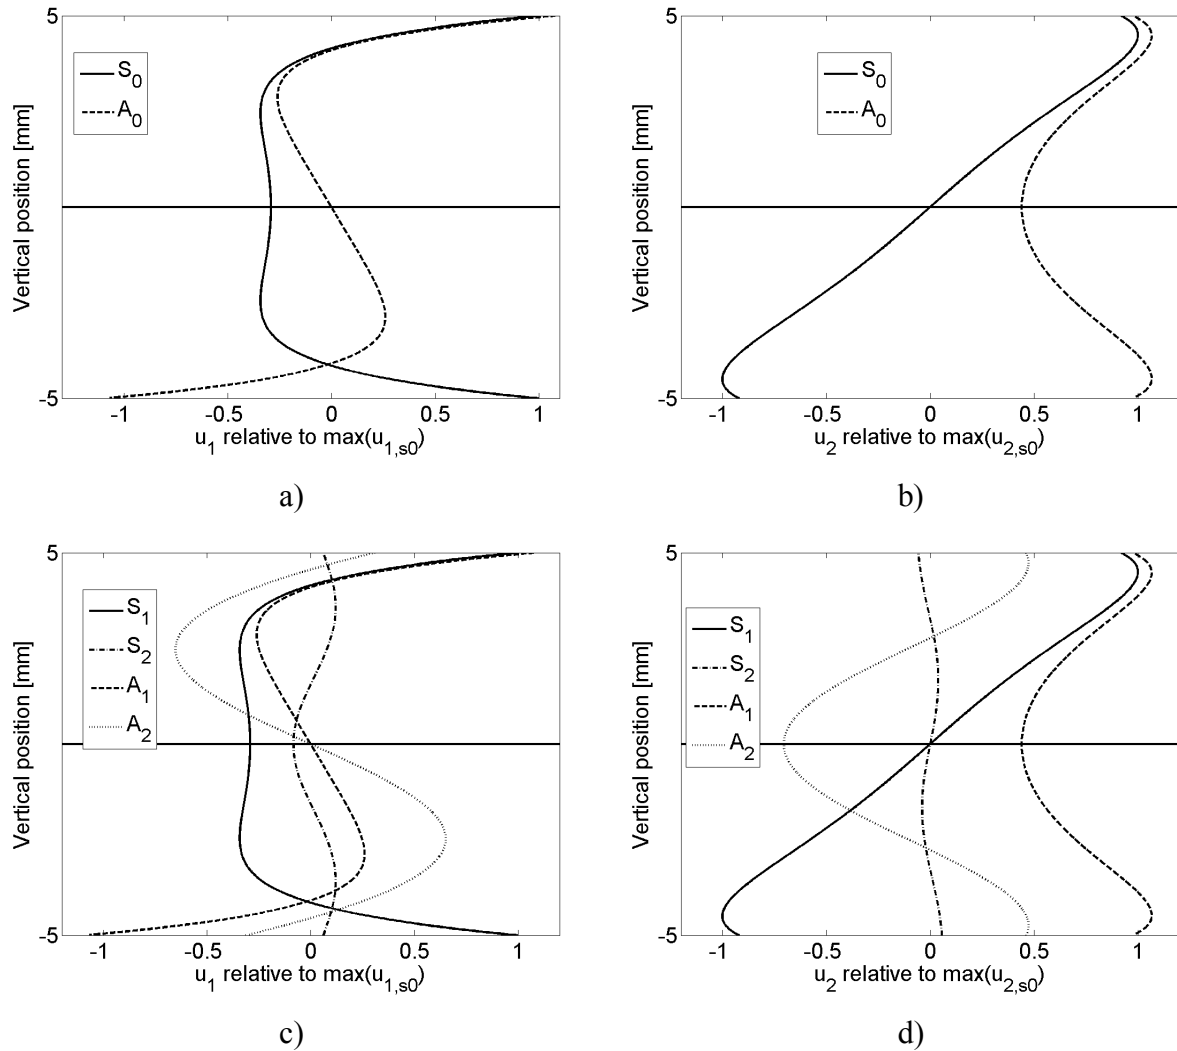 5
S0
A0
Vertical position [mm]
-5
-1 -0.5 0 0.5 1
u1 relative to max(u1,s0)
a)
5
S0
A0
Vertical position [mm]
-5
-1 -0.5 0 0.5 1
u2 relative to max(u2,s0)
b)
5
S1
S2
A1
A2
Vertical position [mm]
-5
-1 -0.5 0 0.5 1
u1 relative to max(u1,s0)
c)
5
S1
S2
A1
A2
Vertical position [mm]
-5
-1 -0.5 0 0.5 1
u2 relative to max(u2,s0)
d)